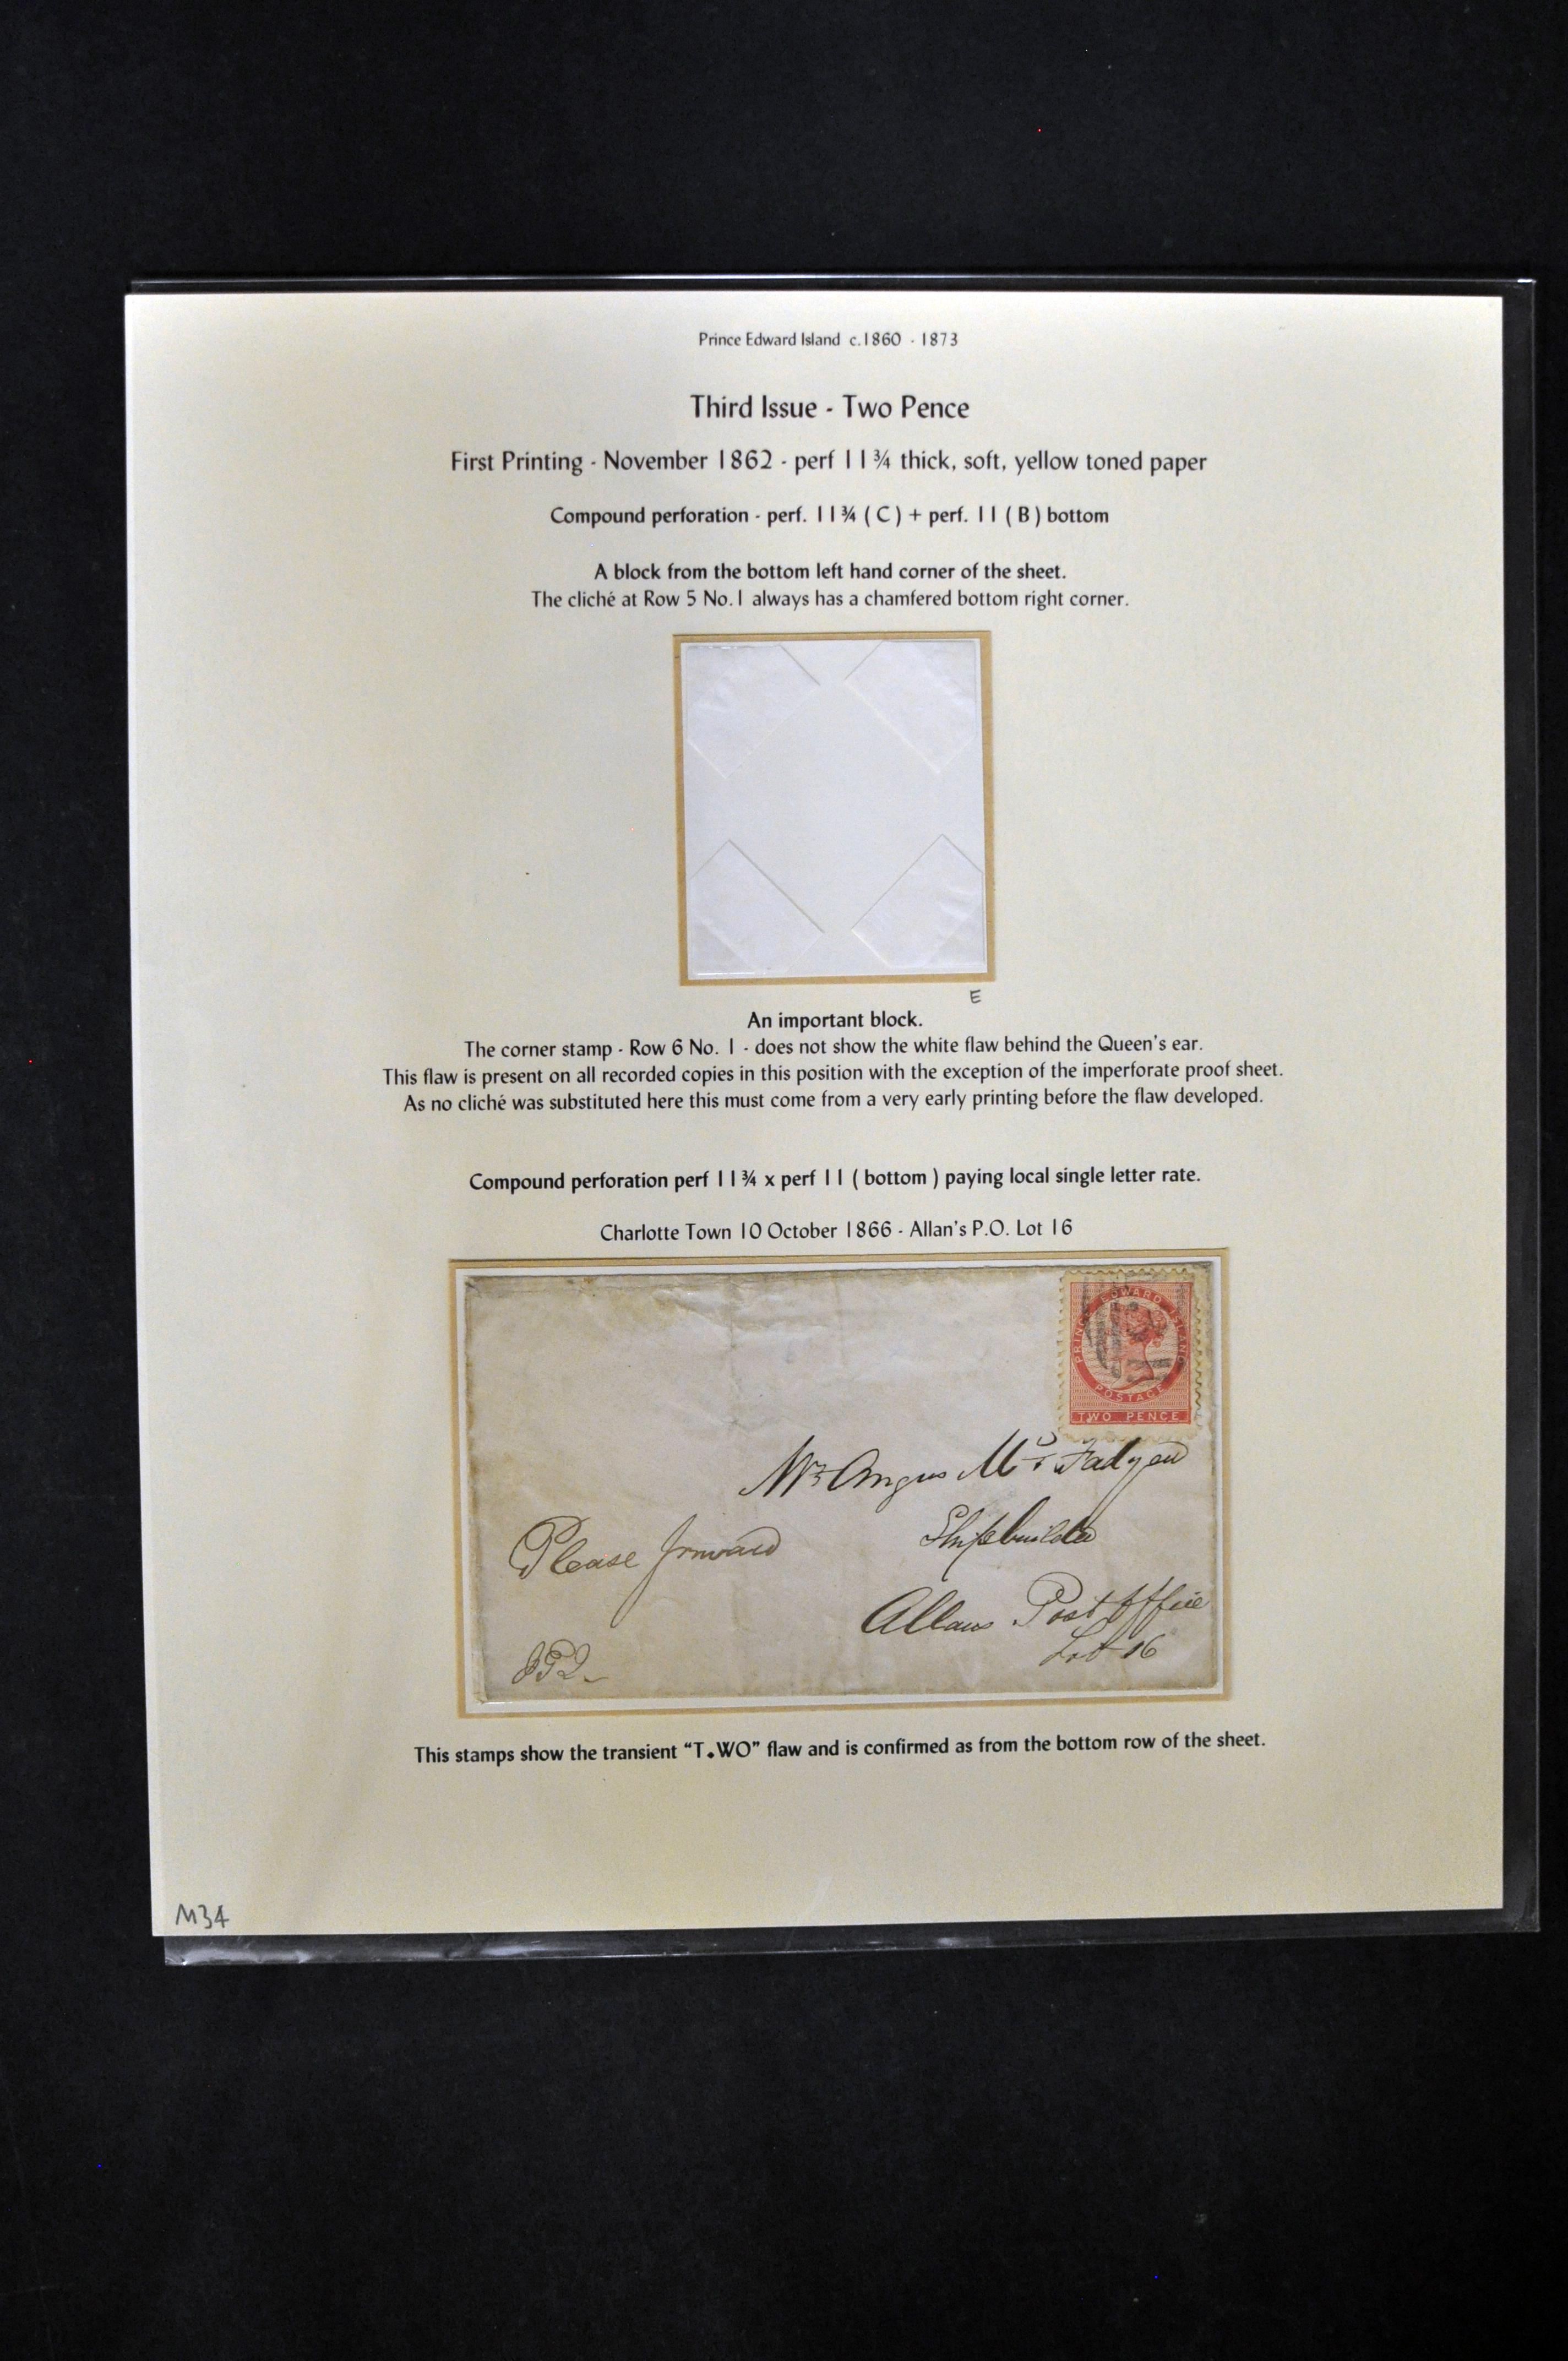 Prince Edward Island c.1860 - 1873
Third Issue - Two Pence
First Printing - November 1862 - perf 11¾ thick, soft, yellow toned paper
Compound perforation - perf. 11¾ ( C ) + perf. 11 ( B ) bottom
A block from the bottom left hand corner of the sheet.
The cliché at Row 5 No.1 always has a chamfered bottom right corner.
E
An important block.
The corner stamp - Row 6 No. 1 - does not show the white flaw behind the Queen's ear.
This flaw is present on all recorded copies in this position with the exception of the imperforate proof sheet.
As no cliché was substituted here this must come from a very early printing before the flaw developed.
Compound perforation perf 11¾ x perf 11 ( bottom ) paying local single letter rate.
Charlotte Town 10 October 1866 - Allan's P.O. Lot 16
PRINCE EDWARD ISLAND
POSTAGE
TWO PENCE
Mr Angus Mc Fadyen
Shipbuilder
Please forward
Allans Post Office
Lot 16
This stamps show the transient “T.WO” flaw and is confirmed as from the bottom row of the sheet.
M34